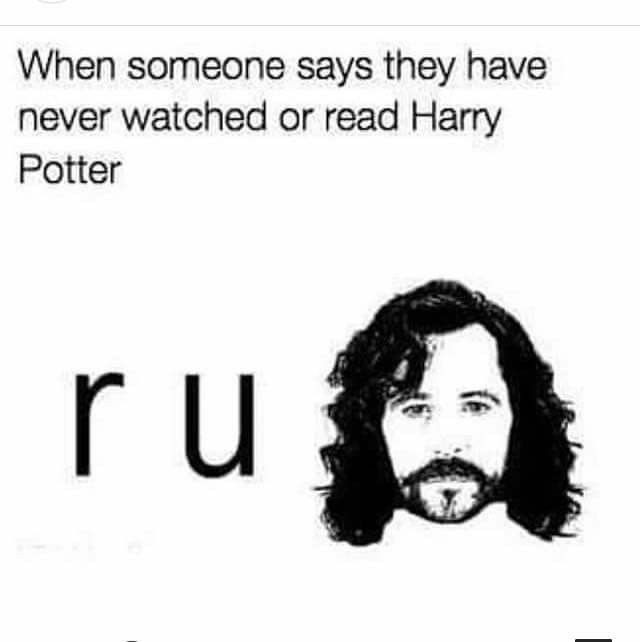 When someone says they have
never watched or read Harry
Potter
r u